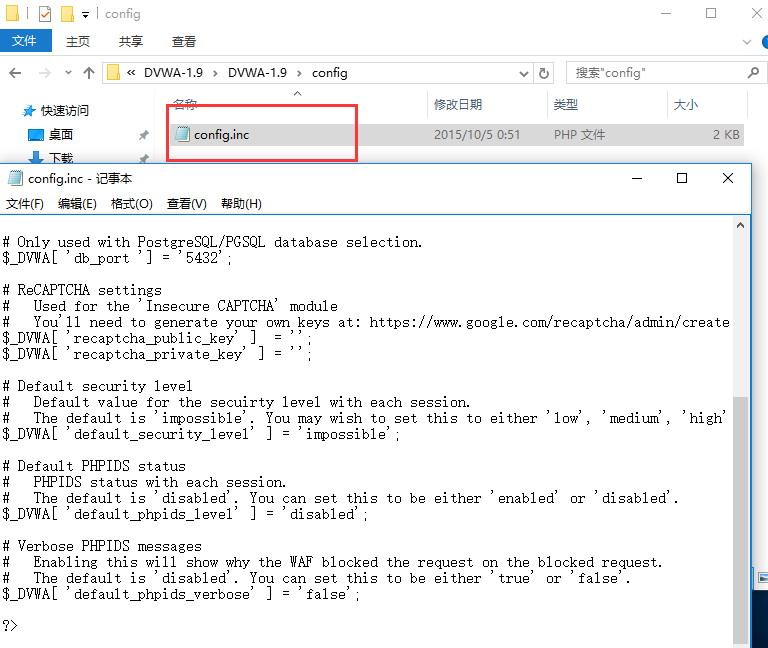 config
文件 主页 共享 查看
« DVWA-1.9 › DVWA-1.9 › config 搜索"config"
快速访问 名称 修改日期 类型 大小
桌面 config.inc 2015/10/5 0:51 PHP 文件 2 KB
下载
config.inc - 记事本
文件(F) 编辑(E) 格式(O) 查看(V) 帮助(H)
# Only used with PostgreSQL/PGSQL database selection.
$_DVWA[ 'db_port '] = '5432';
# ReCAPTCHA settings
#   Used for the 'Insecure CAPTCHA' module
#   You'll need to generate your own keys at: https://www.google.com/recaptcha/admin/create
$_DVWA[ 'recaptcha_public_key' ]  = '';
$_DVWA[ 'recaptcha_private_key' ] = '';
# Default security level
#   Default value for the secuirty level with each session.
#   The default is 'impossible'. You may wish to set this to either 'low', 'medium', 'high'
$_DVWA[ 'default_security_level' ] = 'impossible';
# Default PHPIDS status
#   PHPIDS status with each session.
#   The default is 'disabled'. You can set this to be either 'enabled' or 'disabled'.
$_DVWA[ 'default_phpids_level' ] = 'disabled';
# Verbose PHPIDS messages
#   Enabling this will show why the WAF blocked the request on the blocked request.
#   The default is 'disabled'. You can set this to be either 'true' or 'false'.
$_DVWA[ 'default_phpids_verbose' ] = 'false';
?>